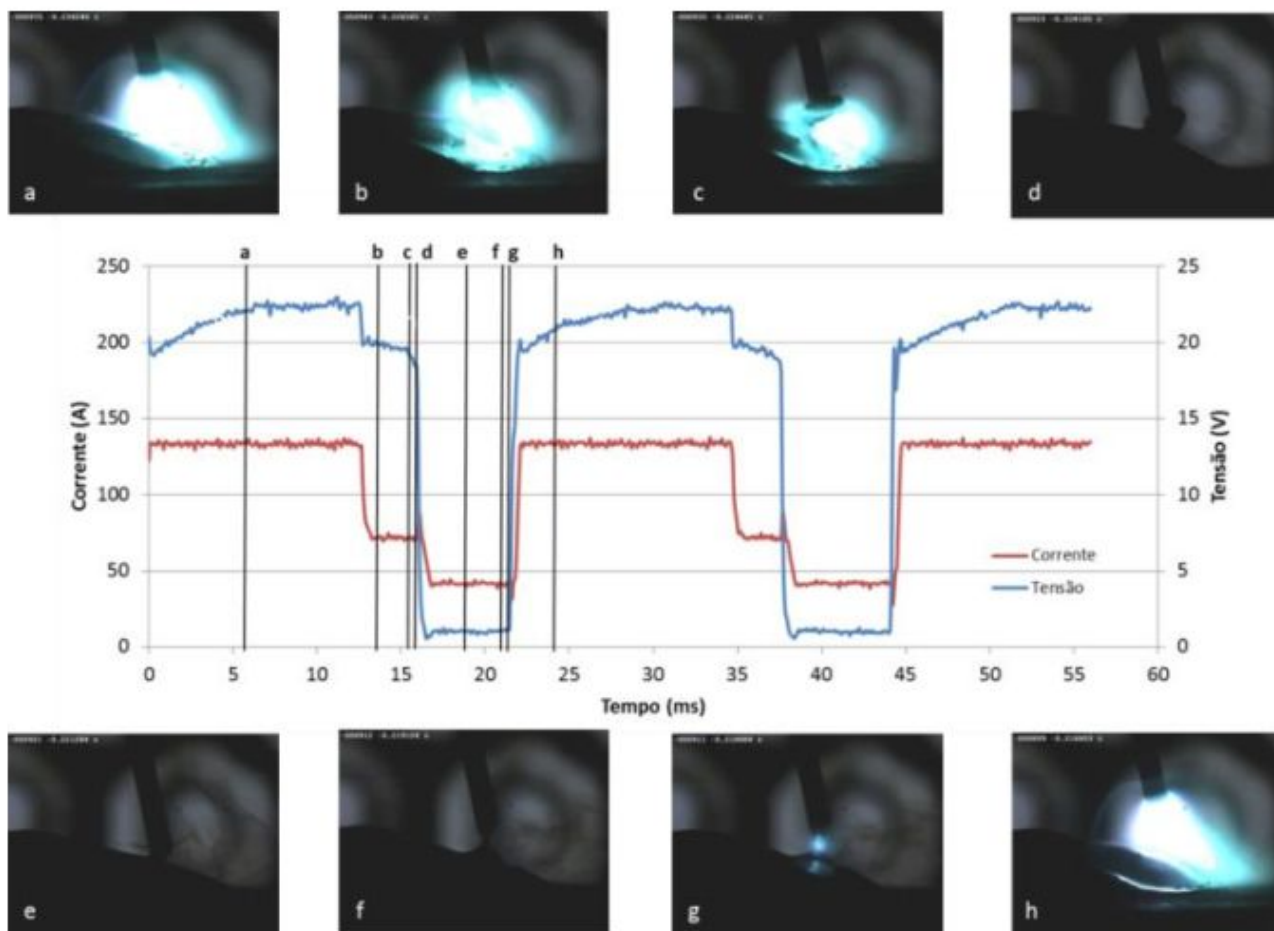 a
b
c
d
a b c d e f g h
250
200
150
100
50
0
Corrente (A)
25
20
15
10
5
0
Tensão (V)
Corrente
Tensão
0 5 10 15 20 25 30 35 40 45 50 55 60
Tempo (ms)
e
f
g
h